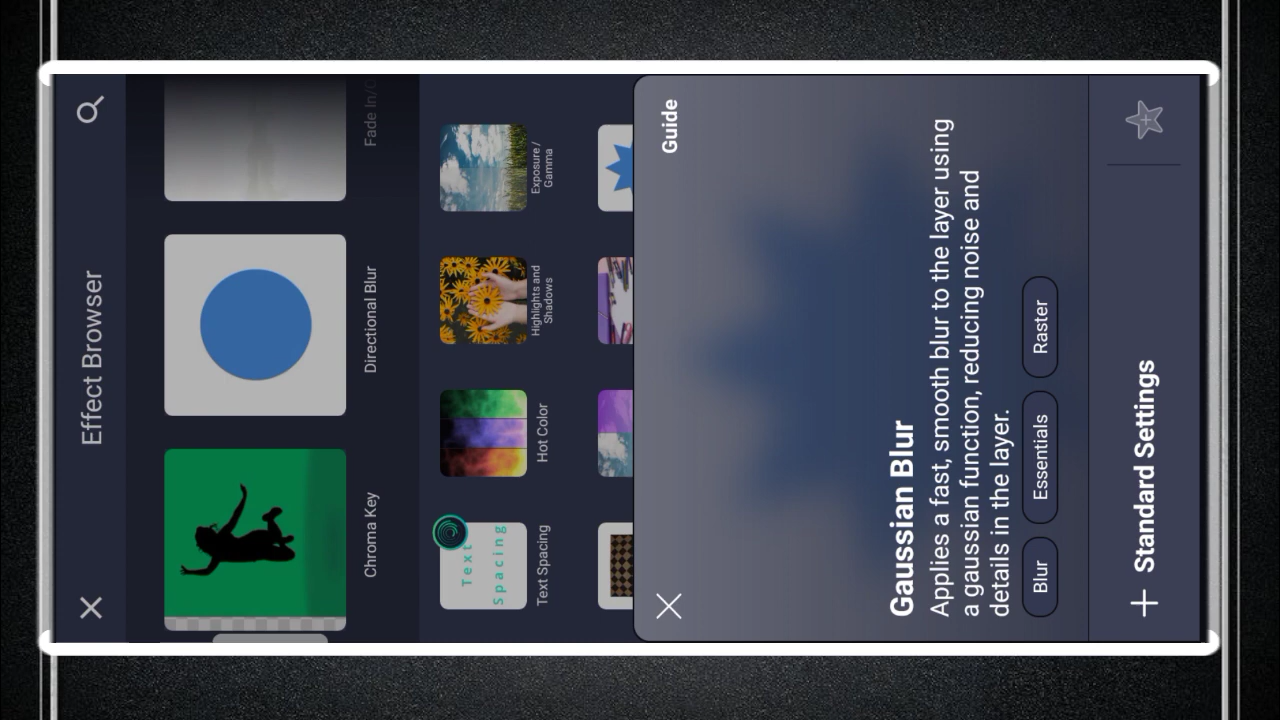 Effect Browser
Chroma Key
Directional Blur
Fade In/O
Text
Spacing
Text Spacing
Hot Color
Highlights and
Shadows
Exposure /
Gamma
Guide
Gaussian Blur
Applies a fast, smooth blur to the layer using
a gaussian function, reducing noise and
details in the layer.
Blur
Essentials
Raster
Standard Settings